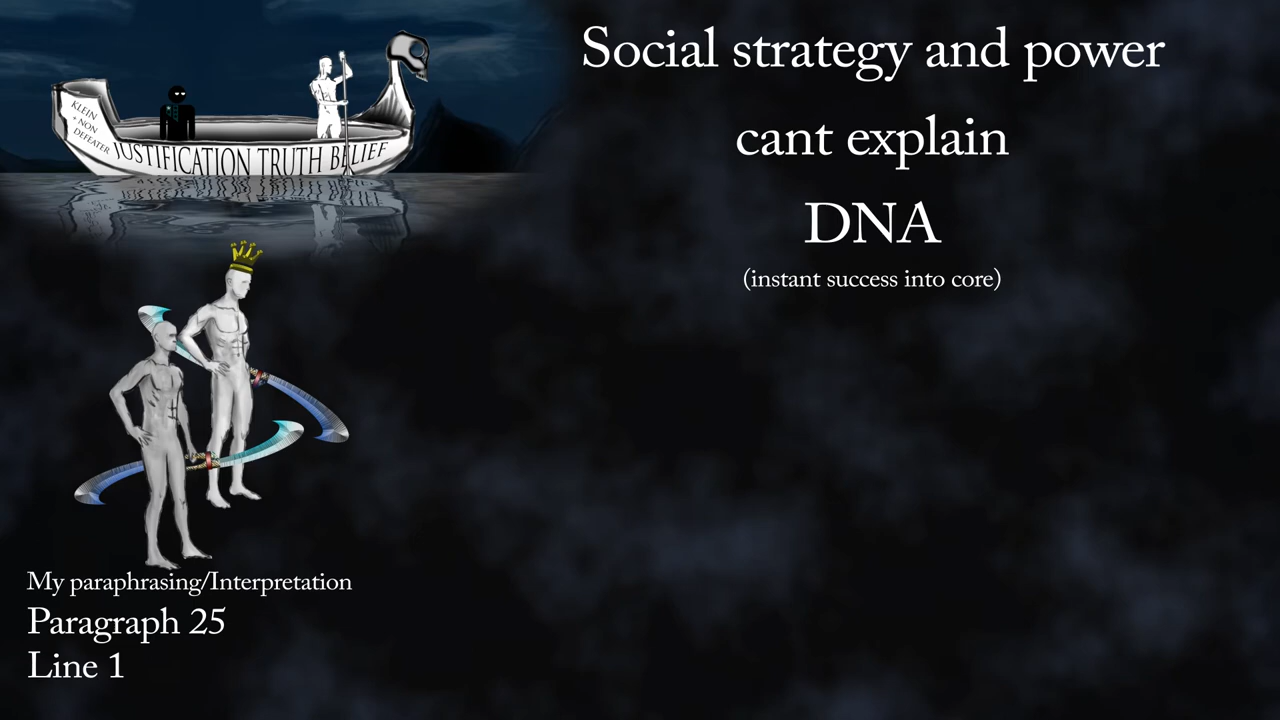 KLEIN
+ NON
DEFEATER
JUSTIFICATION TRUTH BELIEF
Social strategy and power
cant explain
DNA
(instant success into core)
My paraphrasing/Interpretation
Paragraph 25
Line 1